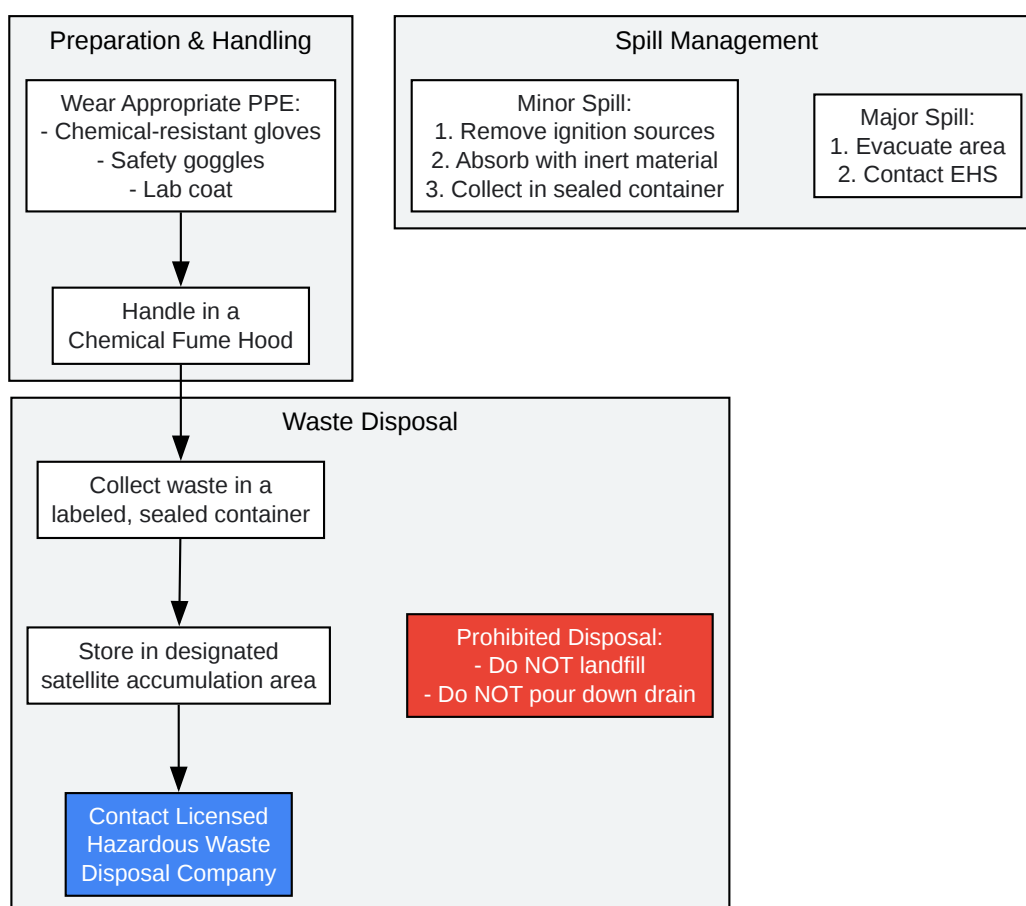 Preparation & Handling
Wear Appropriate PPE:
- Chemical-resistant gloves
- Safety goggles
- Lab coat
Handle in a
Chemical Fume Hood
Spill Management
Minor Spill:
1. Remove ignition sources
2. Absorb with inert material
3. Collect in sealed container
Major Spill:
1. Evacuate area
2. Contact EHS
Waste Disposal
Collect waste in a
labeled, sealed container
Store in designated
satellite accumulation area
Prohibited Disposal:
- Do NOT landfill
- Do NOT pour down drain
Contact Licensed
Hazardous Waste
Disposal Company